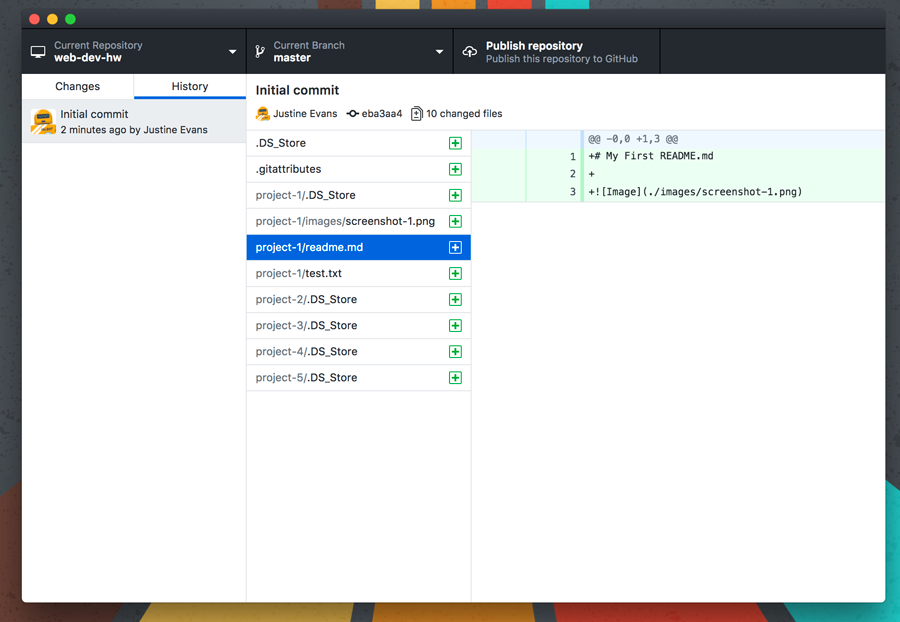 Current Repository
web-dev-hw
Current Branch
master
Publish repository
Publish this repository to GitHub
Changes
History
Initial commit
2 minutes ago by Justine Evans
Initial commit
Justine Evans eba3aa4 10 changed files
.DS_Store
.gitattributes
project-1/.DS_Store
project-1/images/screenshot-1.png
project-1/readme.md
project-1/test.txt
project-2/.DS_Store
project-3/.DS_Store
project-4/.DS_Store
project-5/.DS_Store
@@ -0,0 +1,3 @@
1 +# My First README.md
2 +
3 +![Image](./images/screenshot-1.png)